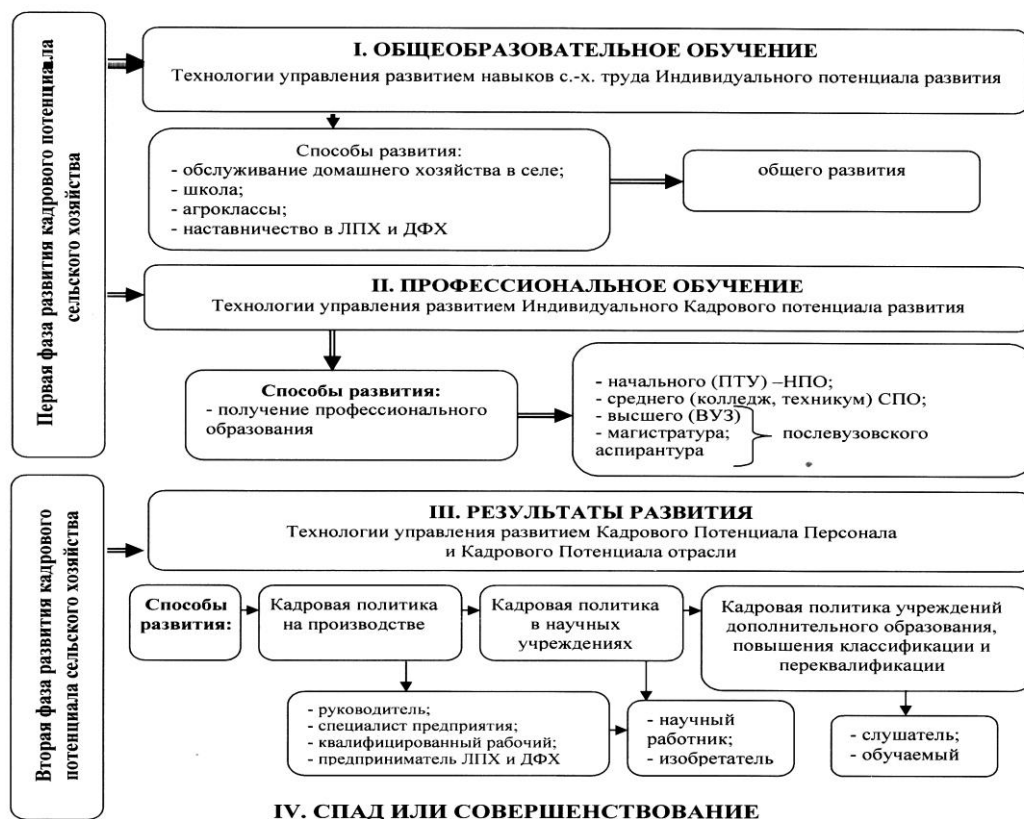 Первая фаза развития кадрового потенциала
сельского хозяйства
I. ОБЩЕОБРАЗОВАТЕЛЬНОЕ ОБУЧЕНИЕ
Технологии управления развитием навыков с.-х. труда Индивидуального потенциала развития
Способы развития:
- обслуживание домашнего хозяйства в селе;
- школа;
- агроклассы;
- наставничество в ЛПХ и ДФХ
общего развития
II. ПРОФЕССИОНАЛЬНОЕ ОБУЧЕНИЕ
Технологии управления развитием Индивидуального Кадрового потенциала развития
Способы развития:
- получение профессионального
образования
- начального (ПТУ) –НПО;
- среднего (колледж, техникум) СПО;
- высшего (ВУЗ)
- магистратура;
аспирантура
послевузовского
Вторая фаза развития кадрового
потенциала сельского хозяйства
III. РЕЗУЛЬТАТЫ РАЗВИТИЯ
Технологии управления развитием Кадрового Потенциала Персонала
и Кадрового Потенциала отрасли
Способы
развития:
Кадровая политика
на производстве
Кадровая политика
в научных
учреждениях
Кадровая политика учреждений
дополнительного образования,
повышения классификации и
переквалификации
- руководитель;
- специалист предприятия;
- квалифицированный рабочий;
- предприниматель ЛПХ и ДФХ
- научный
работник;
- изобретатель
- слушатель;
- обучаемый
IV. СПАД ИЛИ СОВЕРШЕНСТВОВАНИЕ